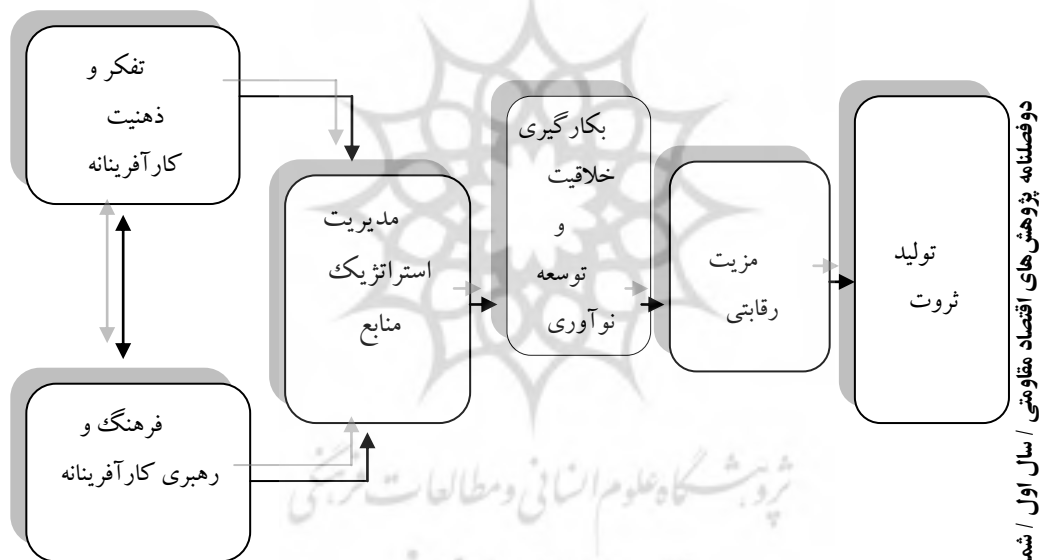 تفکر و
ذهنیت
کارآفرینانه
فرهنگ و
رهبری کارآفرینانه
مدیریت
استراتژیک
منابع
بکارگیری
خلاقیت
و
توسعه
نوآوری
مزیت
رقابتی
تولید
ثروت
دوفصلنامه پژوهش‌های اقتصاد مقاومتی / سال اول /
پژوهشگاه علوم انسانی و مطالعات فرهنگی